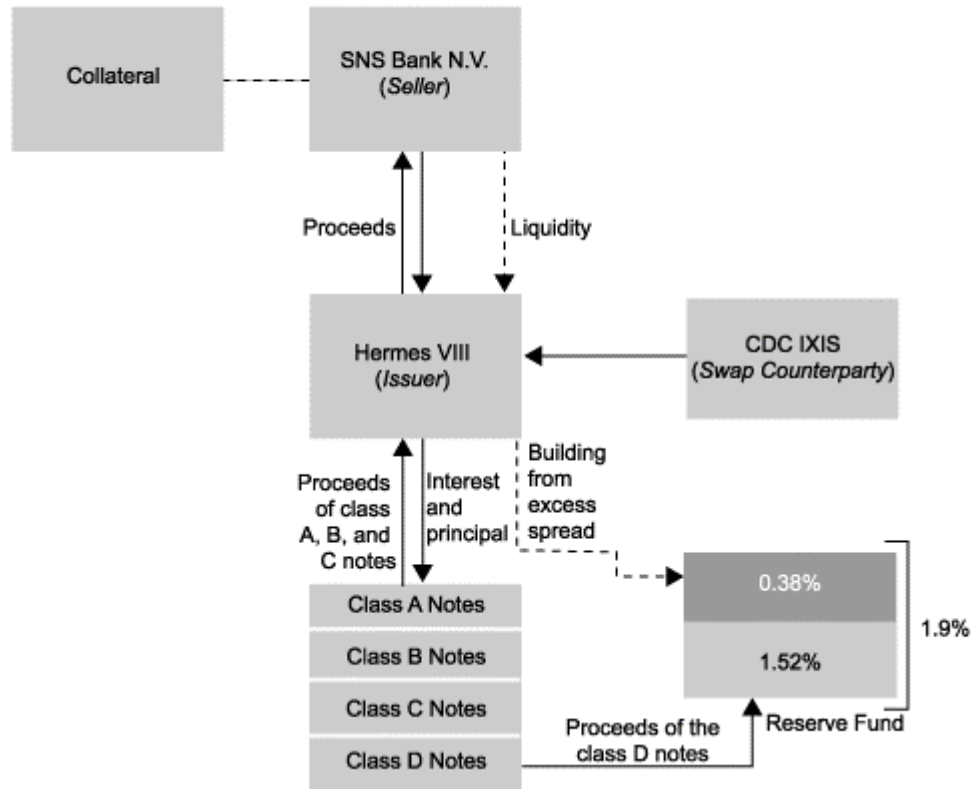 Collateral
SNS Bank N.V.
(Seller)
Proceeds
Liquidity
Hermes VIII
(Issuer)
CDC IXIS
(Swap Counterparty)
Proceeds
of class
A, B, and
C notes
Interest
and
principal
Building
from
excess
spread
0.38%
1.52%
1.9%
Reserve Fund
Class A Notes
Class B Notes
Class C Notes
Class D Notes
Proceeds of the
class D notes